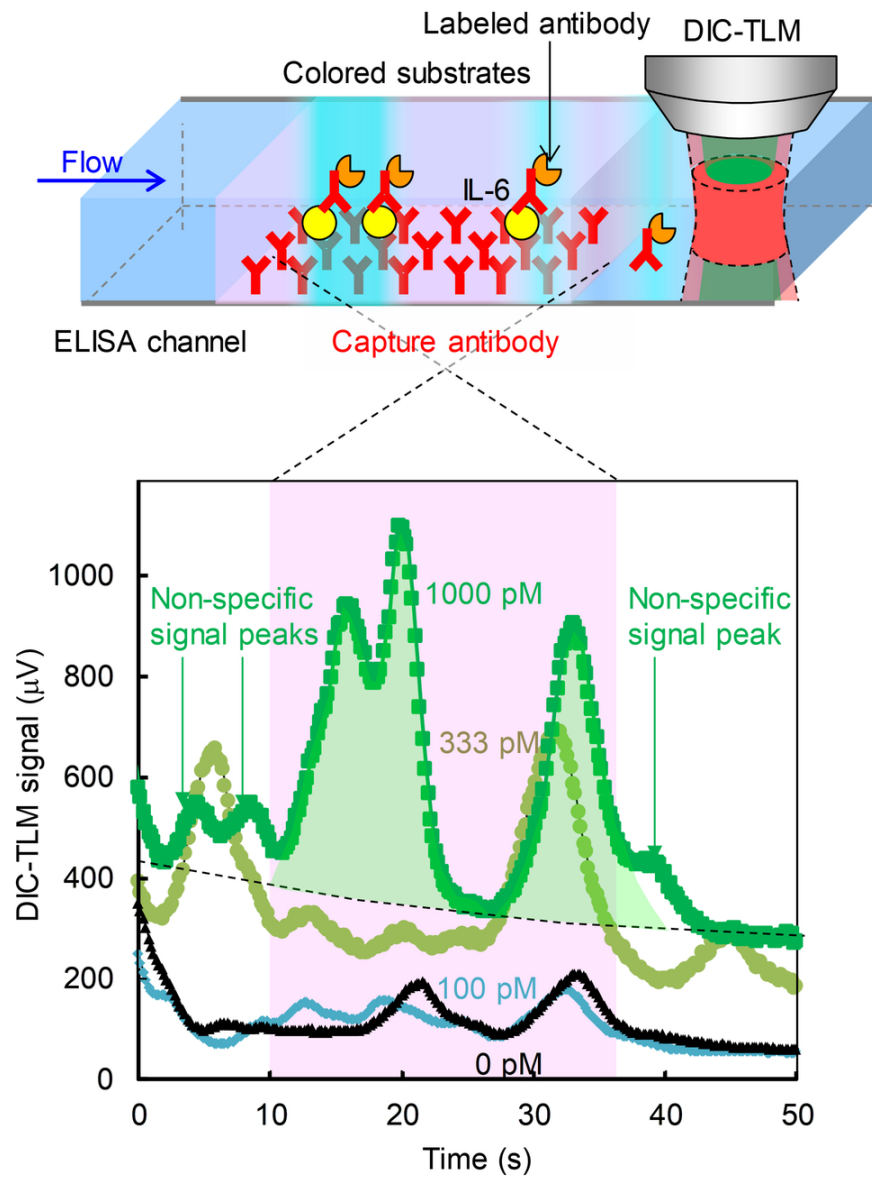 Labeled antibody
DIC-TLM
Colored substrates
Flow
IL-6
ELISA channel
Capture antibody
1000
800
600
400
200
0
DIC-TLM signal (μV)
Non-specific
signal peaks
1000 pM
Non-specific
signal peak
333 pM
100 pM
0 pM
0
10
20
30
40
50
Time (s)